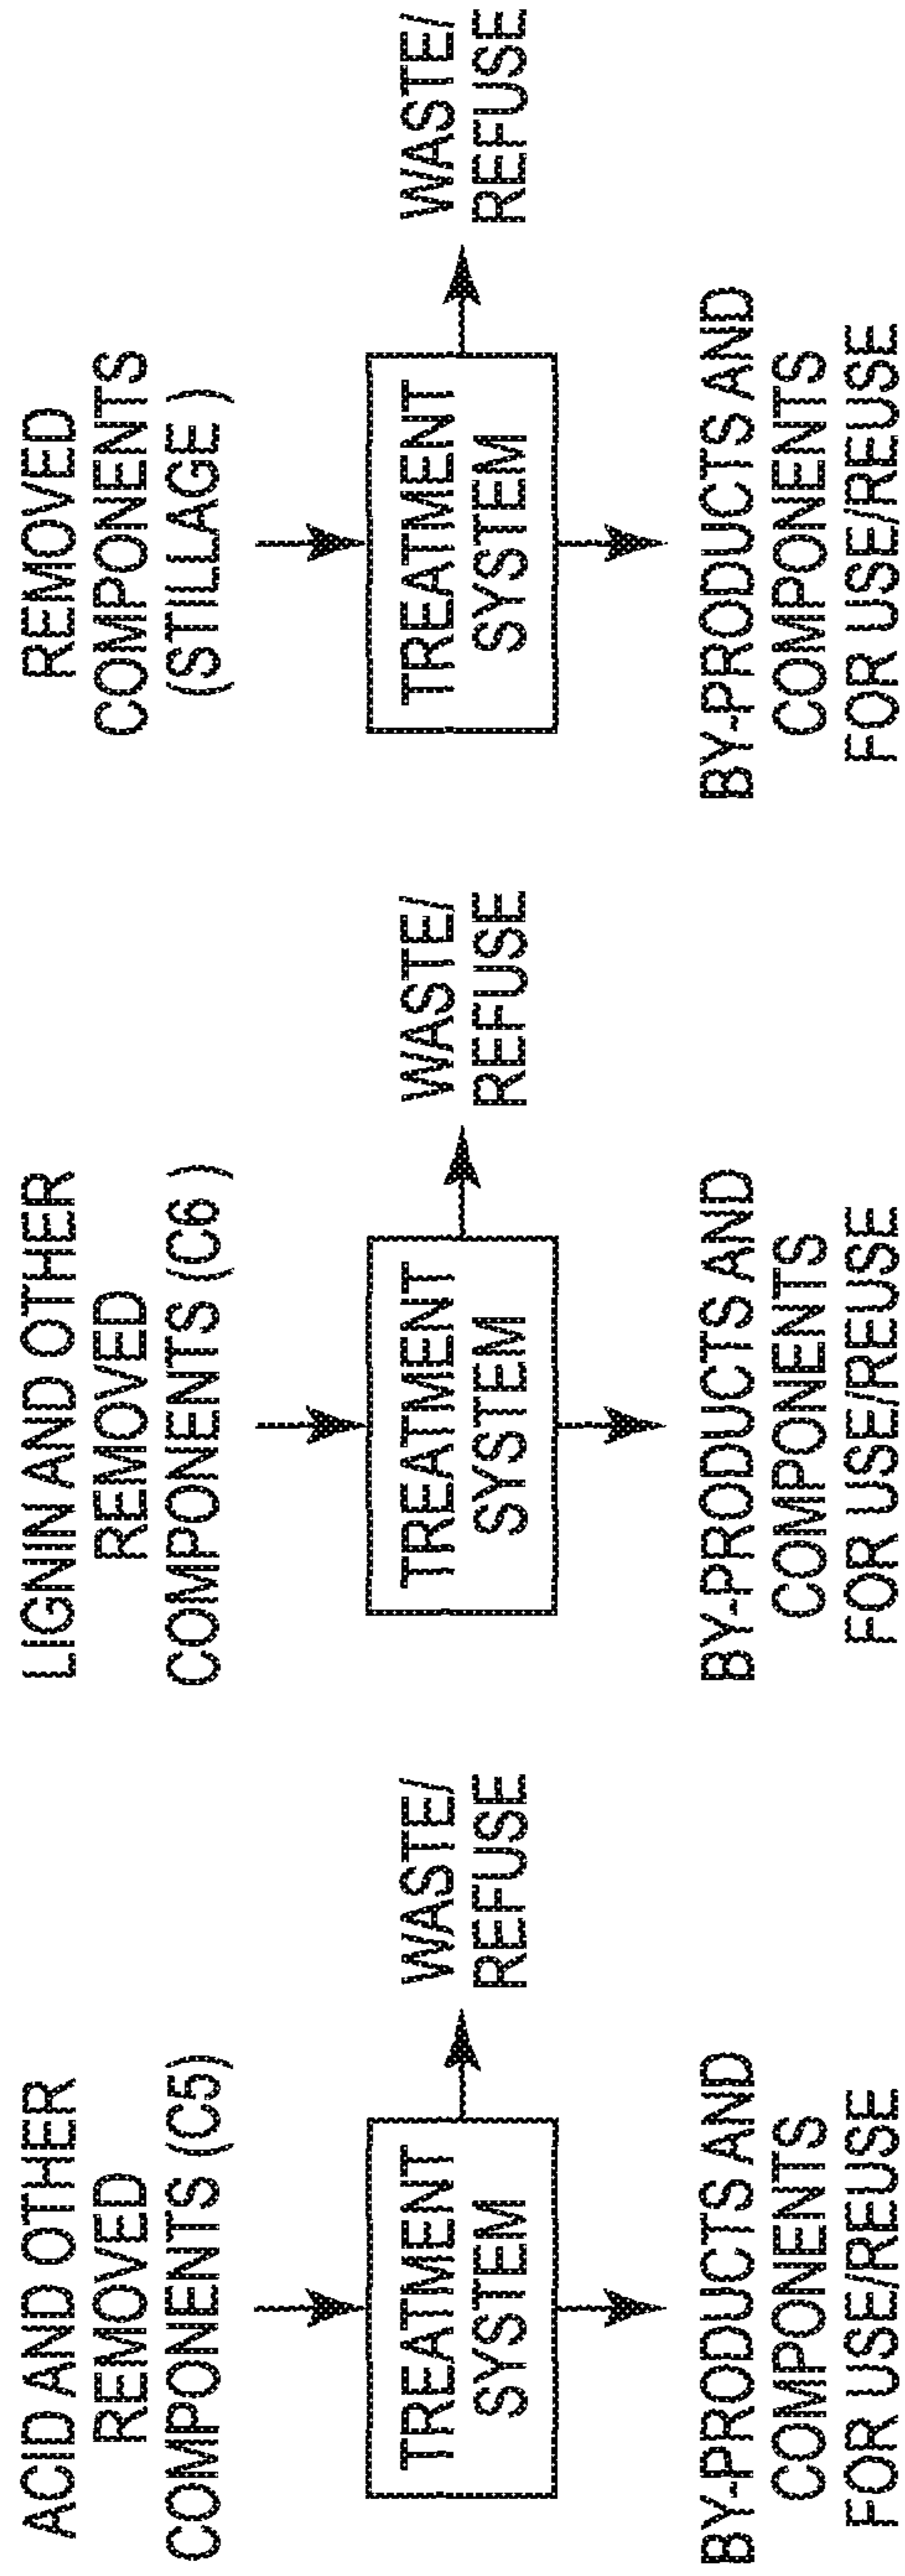 ACID AND OTHER
REMOVED
COMPONENTS (C5)
TREATMENT
SYSTEM
WASTE/
REFUSE
BY-PRODUCTS AND
COMPONENTS
FOR USE/REUSE
LIGNIN AND OTHER
REMOVED
COMPONENTS (C6 )
TREATMENT
SYSTEM
WASTE/
REFUSE
BY-PRODUCTS AND
COMPONENTS
FOR USE/REUSE
REMOVED
COMPONENTS
(STILLAGE )
TREATMENT
SYSTEM
WASTE/
REFUSE
BY-PRODUCTS AND
COMPONENTS
FOR USE/REUSE